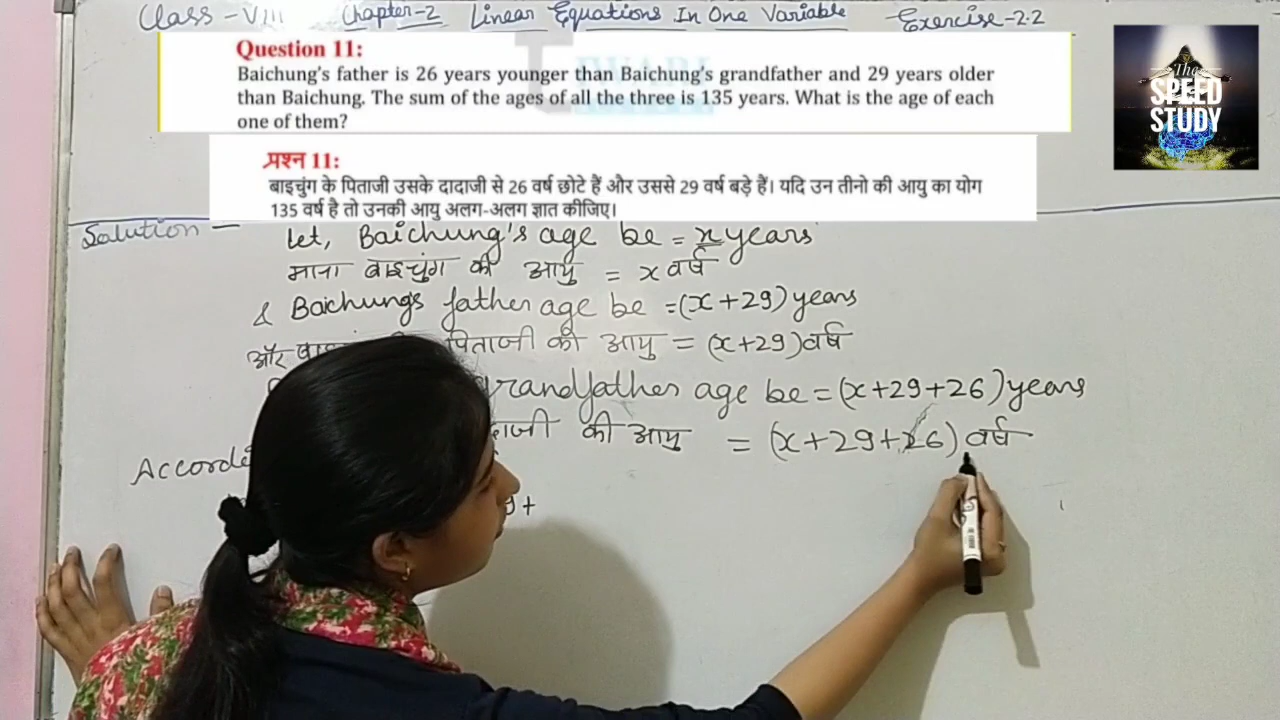 Class - VIII Chapter-2 Linear Equations In One Variable Exercise-2.2
Question 11:
Baichung's father is 26 years younger than Baichung's grandfather and 29 years older
than Baichung. The sum of the ages of all the three is 135 years. What is the age of each
one of them?
The
SPEED
STUDY
प्रश्न 11:
बाइचुंग के पिताजी उसके दादाजी से 26 वर्ष छोटे हैं और उससे 29 वर्ष बड़े हैं। यदि उन तीनो की आयु का योग
135 वर्ष है तो उनकी आयु अलग-अलग ज्ञात कीजिए।
Solution - Let, Baichung's age be = x years
माना बाइचुंग की आयु = x वर्ष
& Baichung's father age be = (x+29) years
और पिताजी की आयु = (x+29) वर्ष
grandfather age be = (x+29+26) years
की आयु = (x+29+26) वर्ष
9+